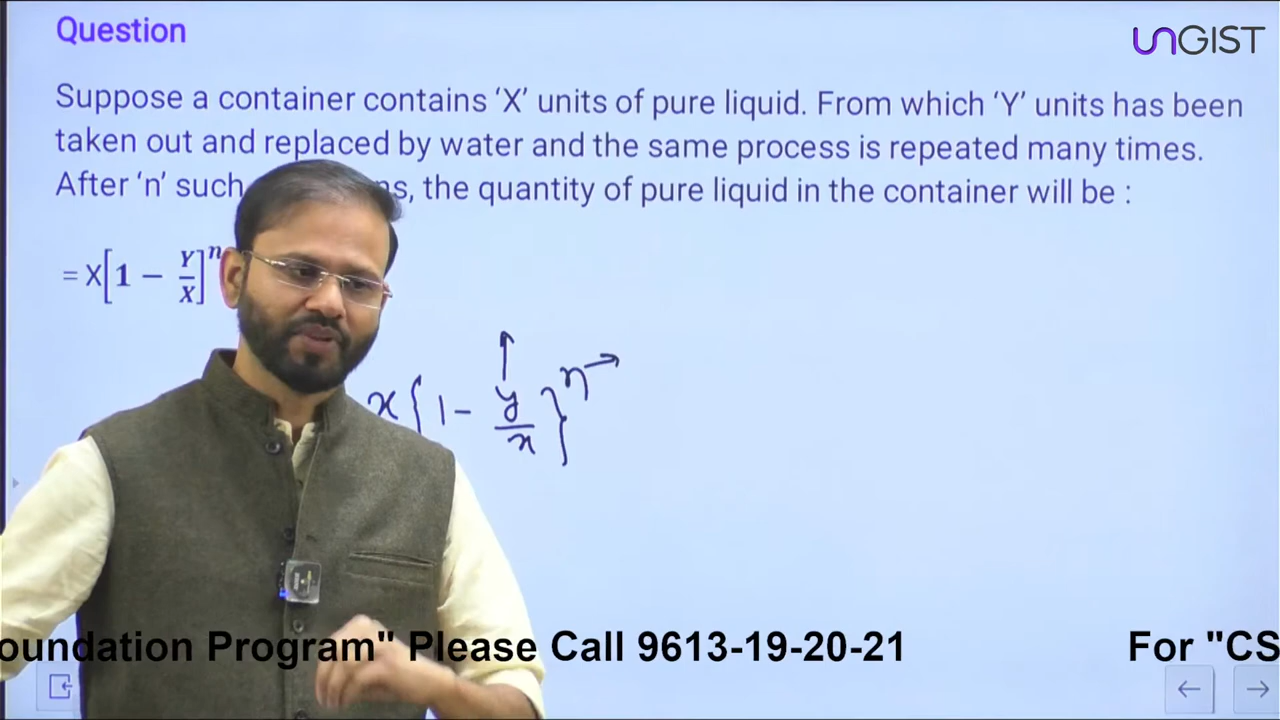 Question
UNGIST
Suppose a container contains ‘X’ units of pure liquid. From which ‘Y’ units has been
taken out and replaced by water and the same process is repeated many times.
After ‘n’ such the quantity of pure liquid in the container will be :
= X[1 − Y/X]^n
x{1 - y/x}^n
Program" Please Call 9613-19-20-21 For "CS